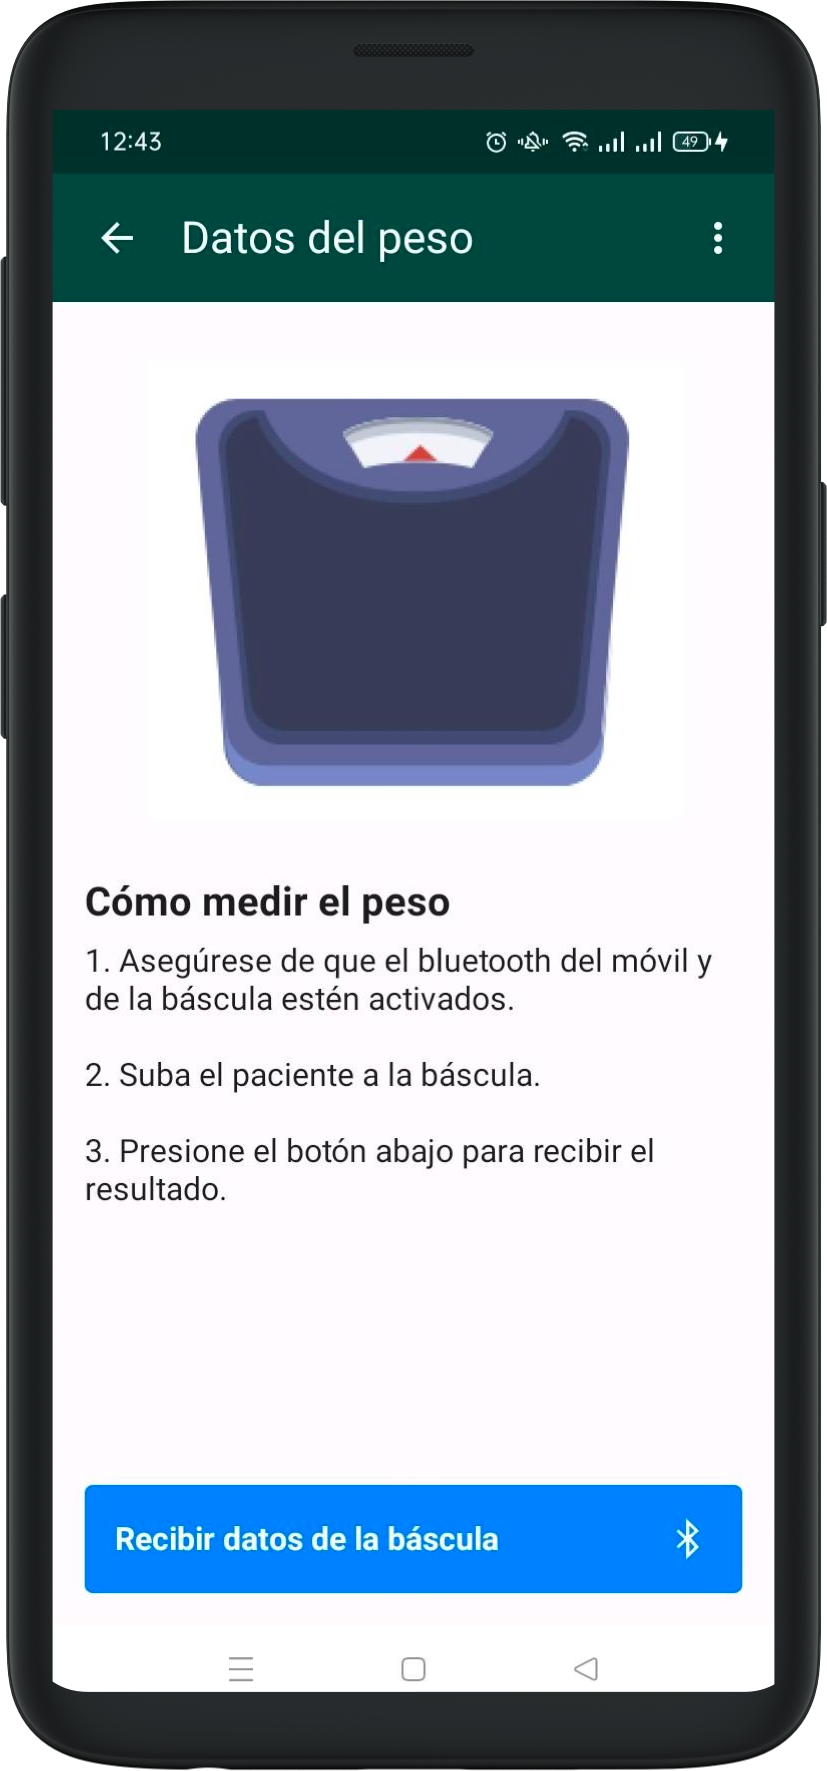 12:43
49
Datos del peso
Cómo medir el peso
1. Asegúrese de que el bluetooth del móvil y
de la báscula estén activados.
2. Suba el paciente a la báscula.
3. Presione el botón abajo para recibir el
resultado.
Recibir datos de la báscula